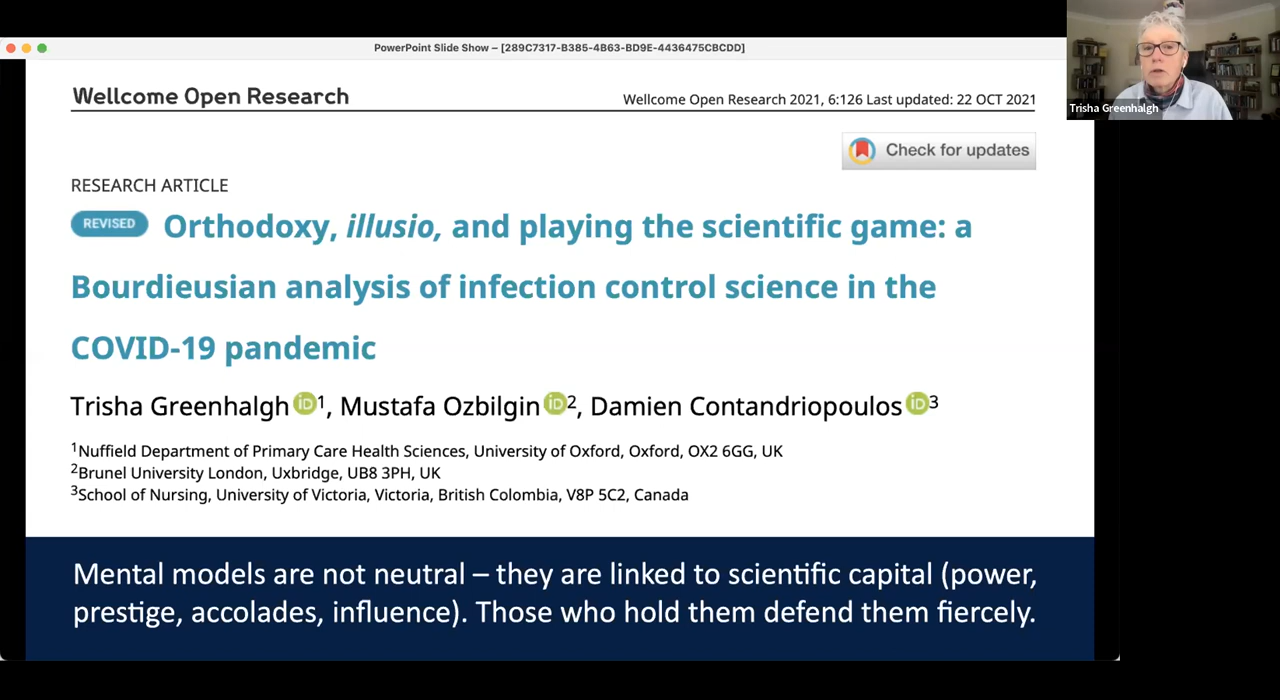 PowerPoint Slide Show – [289C7317-B385-4B63-BD9E-4436475CBCDD]
Trisha Greenhalgh
Wellcome Open Research
Wellcome Open Research 2021, 6:126 Last updated: 22 OCT 2021
Check for updates
RESEARCH ARTICLE
REVISED Orthodoxy, illusio, and playing the scientific game: a
Bourdieusian analysis of infection control science in the
COVID-19 pandemic
Trisha Greenhalgh iD 1, Mustafa Ozbilgin iD 2, Damien Contandriopoulos iD 3
1Nuffield Department of Primary Care Health Sciences, University of Oxford, Oxford, OX2 6GG, UK
2Brunel University London, Uxbridge, UB8 3PH, UK
3School of Nursing, University of Victoria, Victoria, British Colombia, V8P 5C2, Canada
Mental models are not neutral – they are linked to scientific capital (power,
prestige, accolades, influence). Those who hold them defend them fiercely.